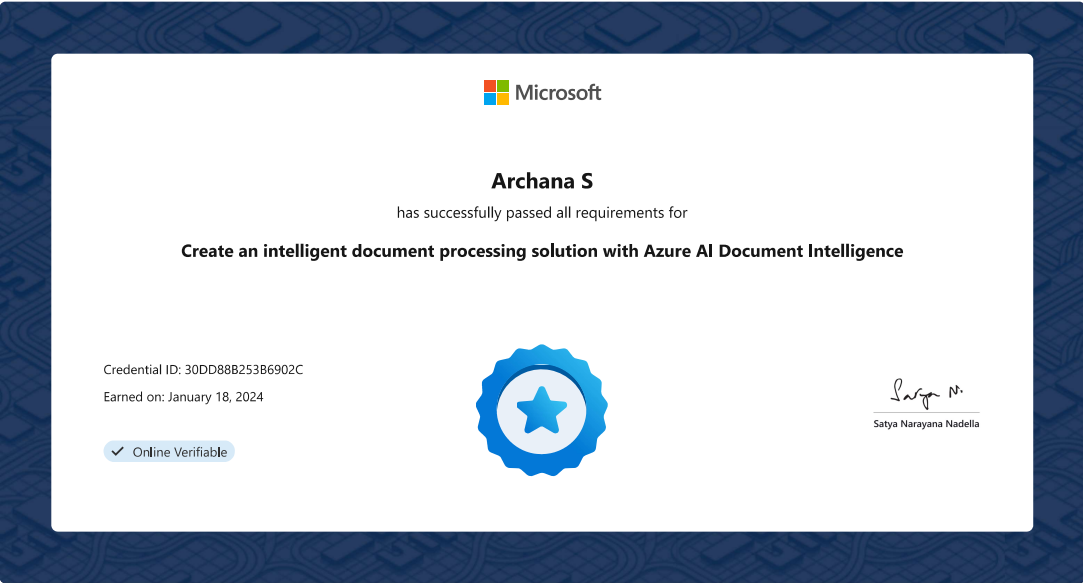 Microsoft
Archana S
has successfully passed all requirements for
Create an intelligent document processing solution with Azure AI Document Intelligence
Credential ID: 30DD88B253B6902C
Earned on: January 18, 2024
Online Verifiable
Satya N.
Satya Narayana Nadella